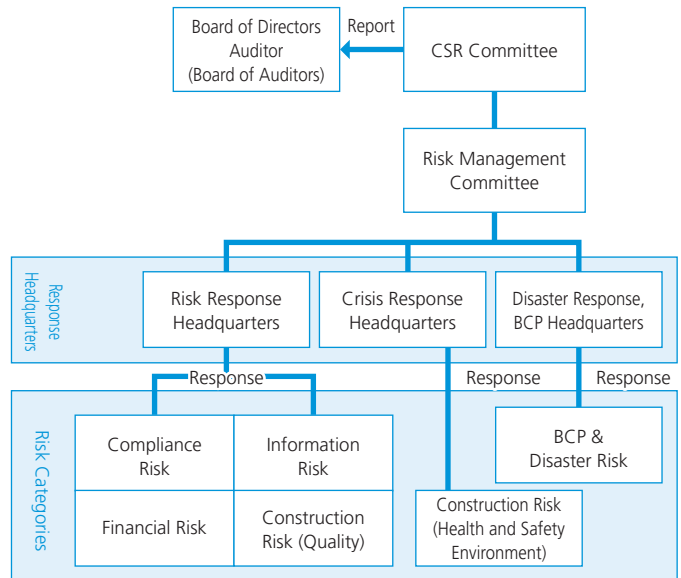 Board of Directors
Auditor
(Board of Auditors)
Report
CSR Committee
Risk Management
Committee
Response
Headquarters
Risk Response
Headquarters
Crisis Response
Headquarters
Disaster Response,
BCP Headquarters
Response
Response
Response
Risk Categories
Compliance
Risk
Information
Risk
Financial Risk
Construction
Risk (Quality)
Construction Risk
(Health and Safety
Environment)
BCP &
Disaster Risk